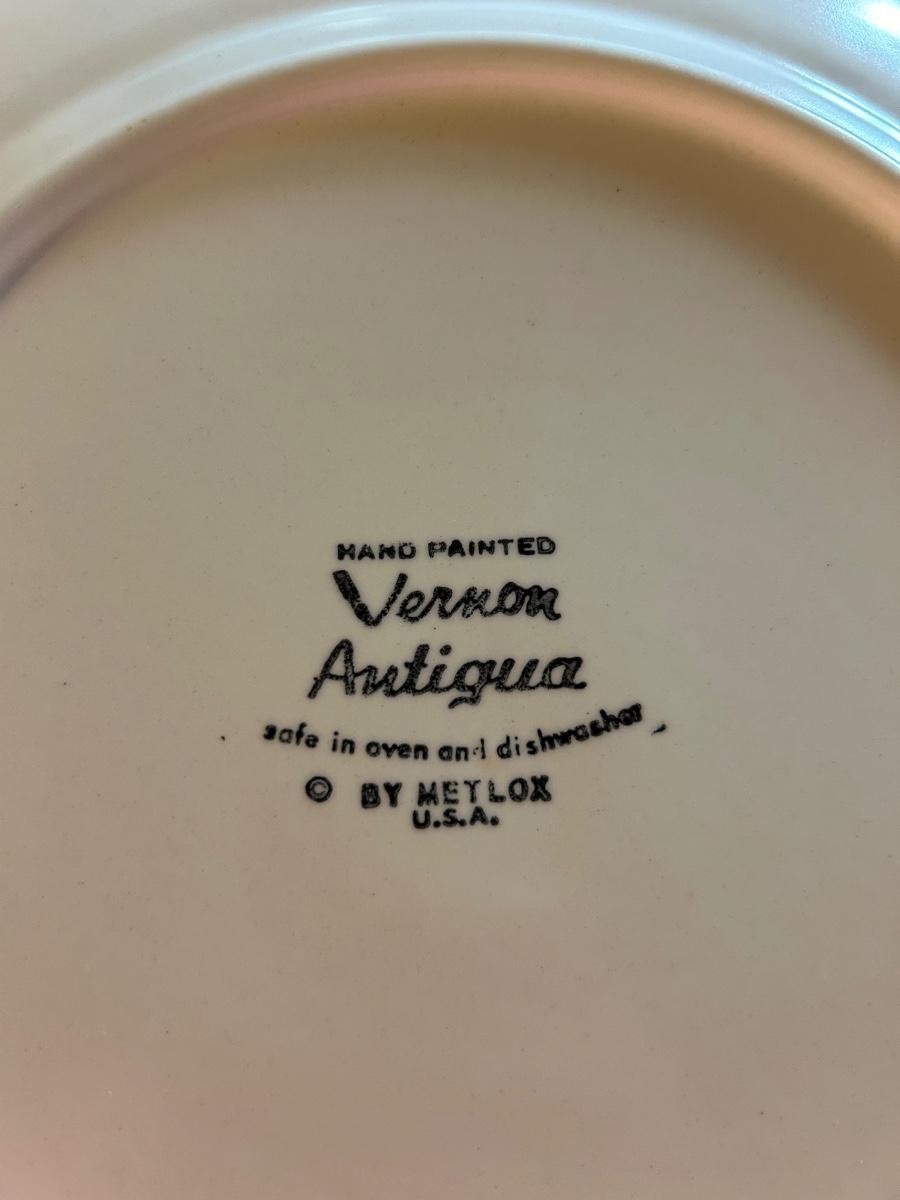 HAND PAINTED
Vernon
Antigua
safe in oven and dishwasher
© BY METLOX
U.S.A.